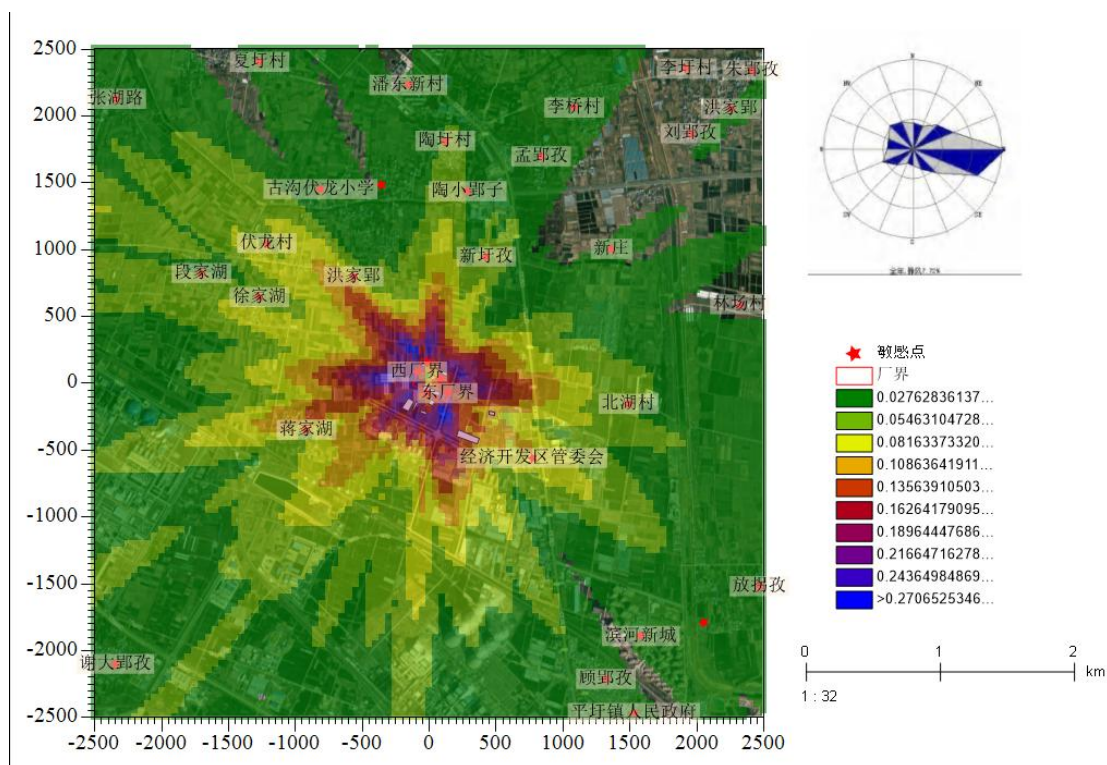 2500
2000
1500
1000
500
0
-500
-1000
-1500
-2000
-2500
-2500 -2000 -1500 -1000 -500 0 500 1000 1500 2000 2500
夏圩村
潘东新村
李圩村
朱郢孜
张湖路
李桥村
洪家郢
陶圩村
刘郢孜
孟郢孜
古沟伏龙小学
陶小郢子
伏龙村
新圩孜
新庄
段家湖
洪家郢
徐家湖
林场村
西厂界
东厂界
北湖村
蒋家湖
经济开发区管委会
放拐孜
滨河新城
谢大郢孜
顾郢孜
平圩镇人民政府
敏感点
厂界
0.02762836137...
0.05463104728...
0.08163373320...
0.10863641911...
0.13563910503...
0.16264179095...
0.18964447686...
0.21664716278...
0.24364984869...
>0.2706525346...
0 1 2
km
1 : 32